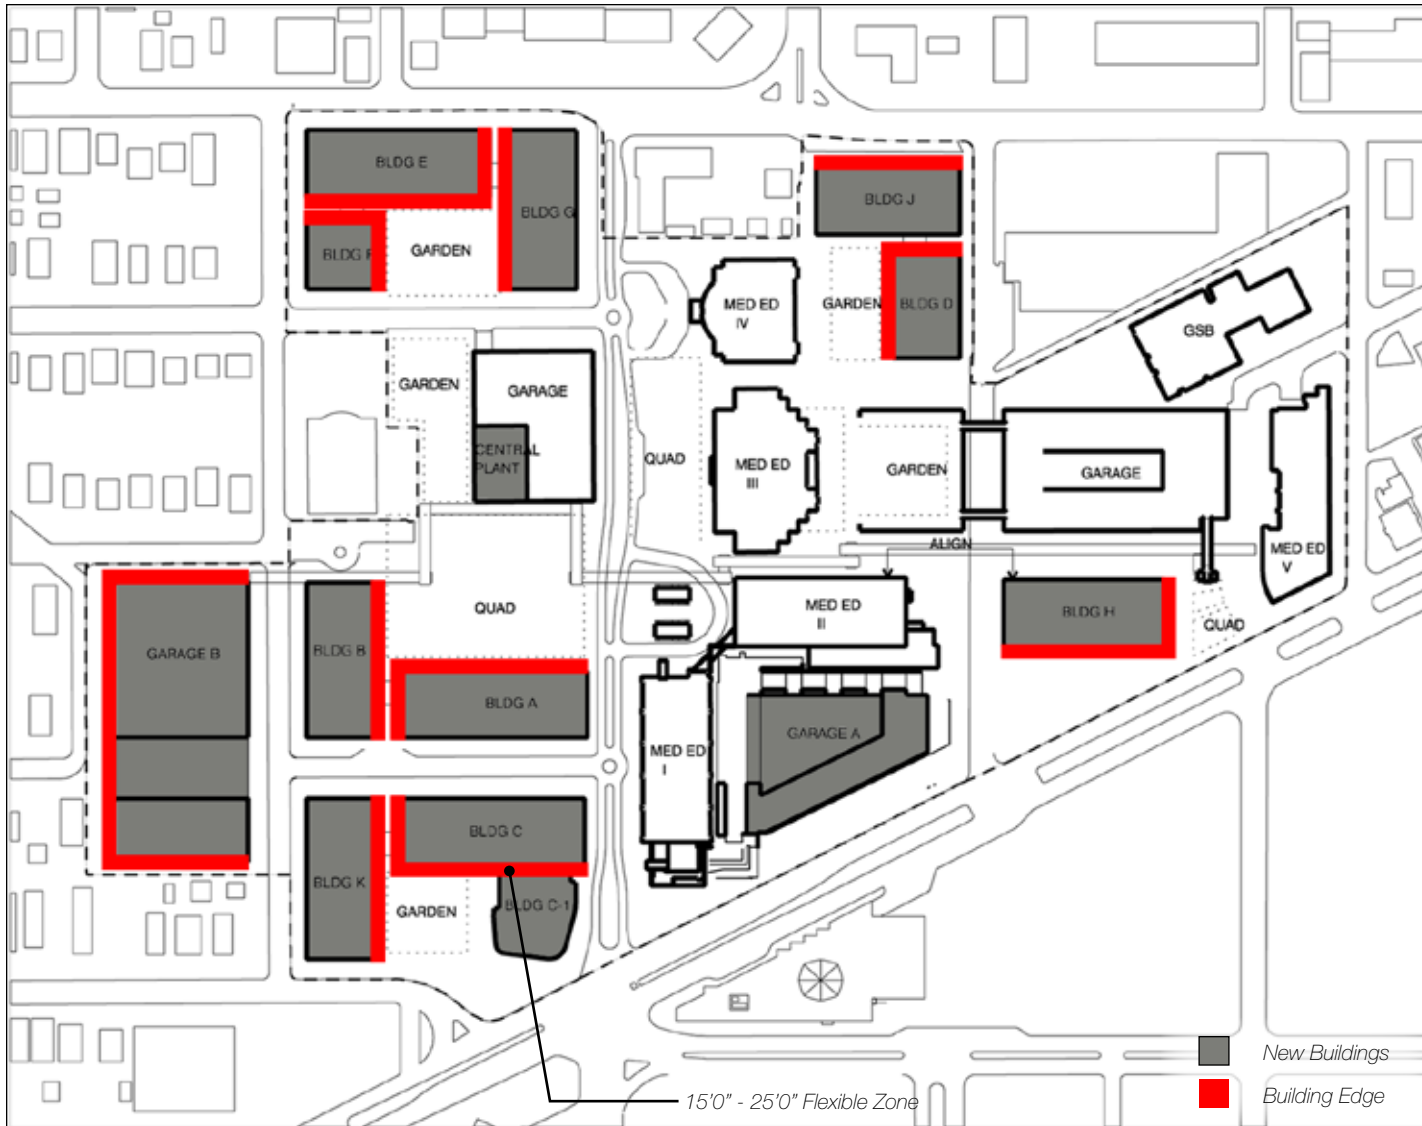 BLDG E
BLDG G
BLDG F
GARDEN
BLDG J
GARDEN
BLDG D
MED ED
IV
GSB
GARDEN
GARAGE
CENTRAL
PLANT
QUAD
MED ED
III
GARDEN
GARAGE
ALIGN
MED ED
V
QUAD
MED ED
II
BLDG H
QUAD
GARAGE B
BLDG B
BLDG A
MED ED
I
GARAGE A
BLDG C
BLDG K
GARDEN
BLDG C-1
New Buildings
Building Edge
15'0" - 25'0" Flexible Zone